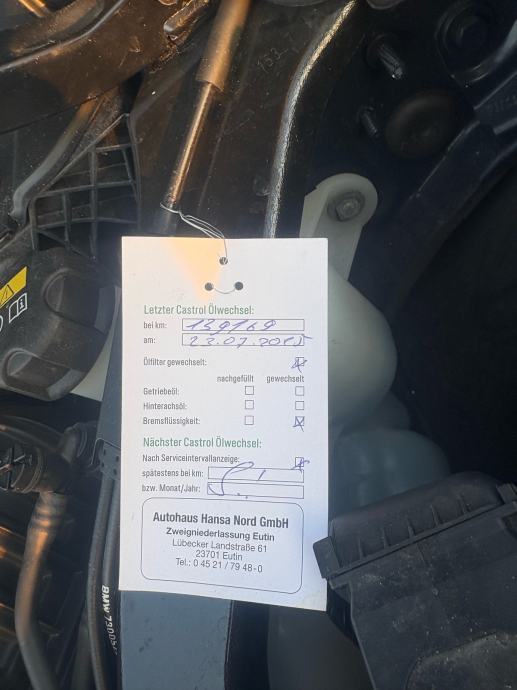 Letzter Castrol Ölwechsel:
bei km: 139169
am: 23.07.2015
Ölfilter gewechselt:
nachgefüllt gewechselt
Getriebeöl:
Hinterachsöl:
Bremsflüssigkeit:
Nächster Castrol Ölwechsel:
Nach Serviceintervallanzeige:
spätestens bei km:
bzw. Monat/Jahr:
Autohaus Hansa Nord GmbH
Zweigniederlassung Eutin
Lübecker Landstraße 61
23701 Eutin
Tel.: 0 45 21 / 79 48-0
BMW